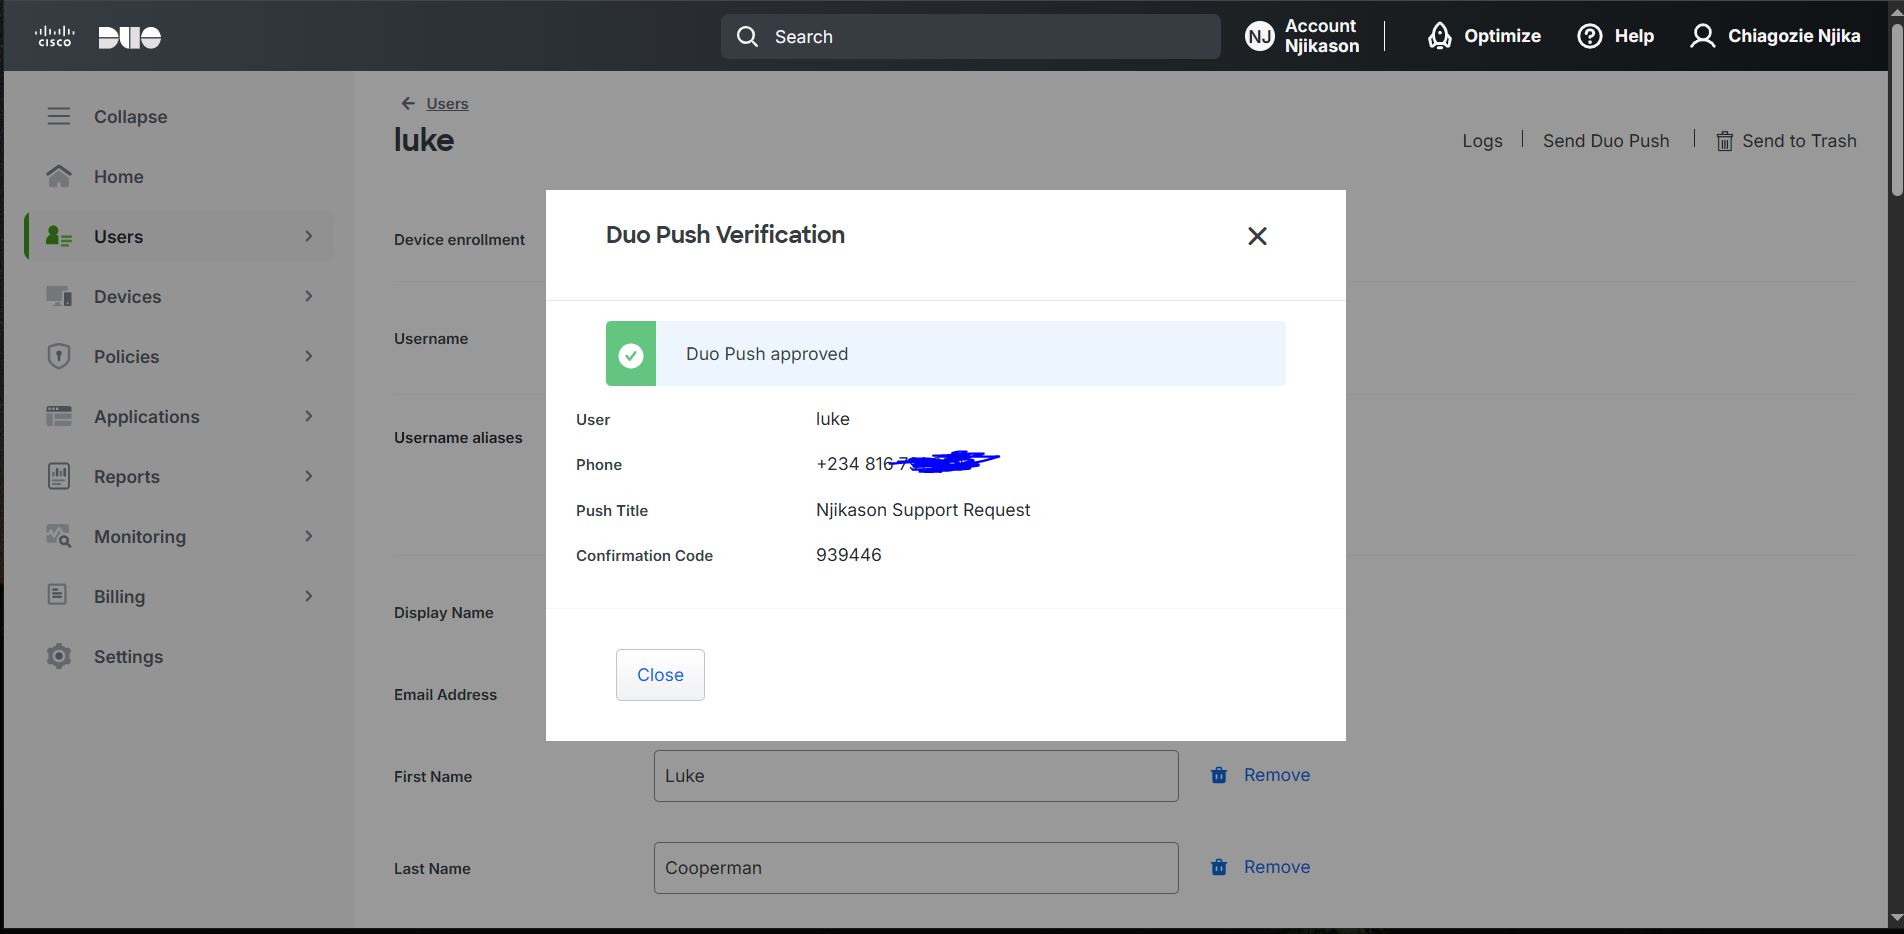 CISCO DUO
Search
NJ Account Njikason
Optimize
Help
Chiagozie Njika
Collapse
Home
Users
Devices
Policies
Applications
Reports
Monitoring
Billing
Settings
Users
luke
Logs
Send Duo Push
Send to Trash
Device enrollment
Username
Username aliases
Display Name
Email Address
First Name Luke Remove
Last Name Cooperman Remove
Duo Push Verification
Duo Push approved
User luke
Phone +234 816
Push Title Njikason Support Request
Confirmation Code 939446
Close